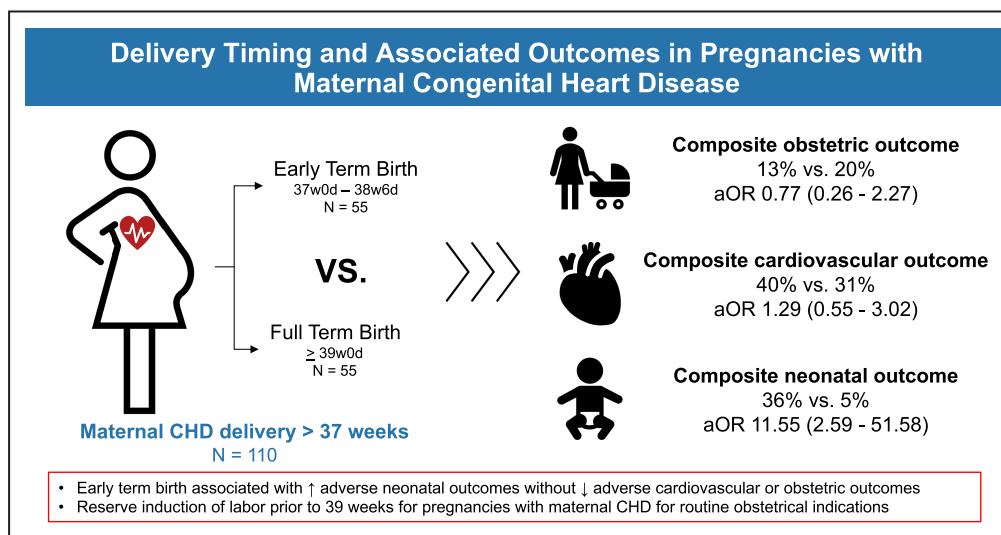 Delivery Timing and Associated Outcomes in Pregnancies with
Maternal Congenital Heart Disease
Early Term Birth
37w0d – 38w6d
N = 55
VS.
Full Term Birth
≥ 39w0d
N = 55
Maternal CHD delivery > 37 weeks
N = 110
Composite obstetric outcome
13% vs. 20%
aOR 0.77 (0.26 - 2.27)
Composite cardiovascular outcome
40% vs. 31%
aOR 1.29 (0.55 - 3.02)
Composite neonatal outcome
36% vs. 5%
aOR 11.55 (2.59 - 51.58)
• Early term birth associated with ↑ adverse neonatal outcomes without ↓ adverse cardiovascular or obstetric outcomes
• Reserve induction of labor prior to 39 weeks for pregnancies with maternal CHD for routine obstetrical indications